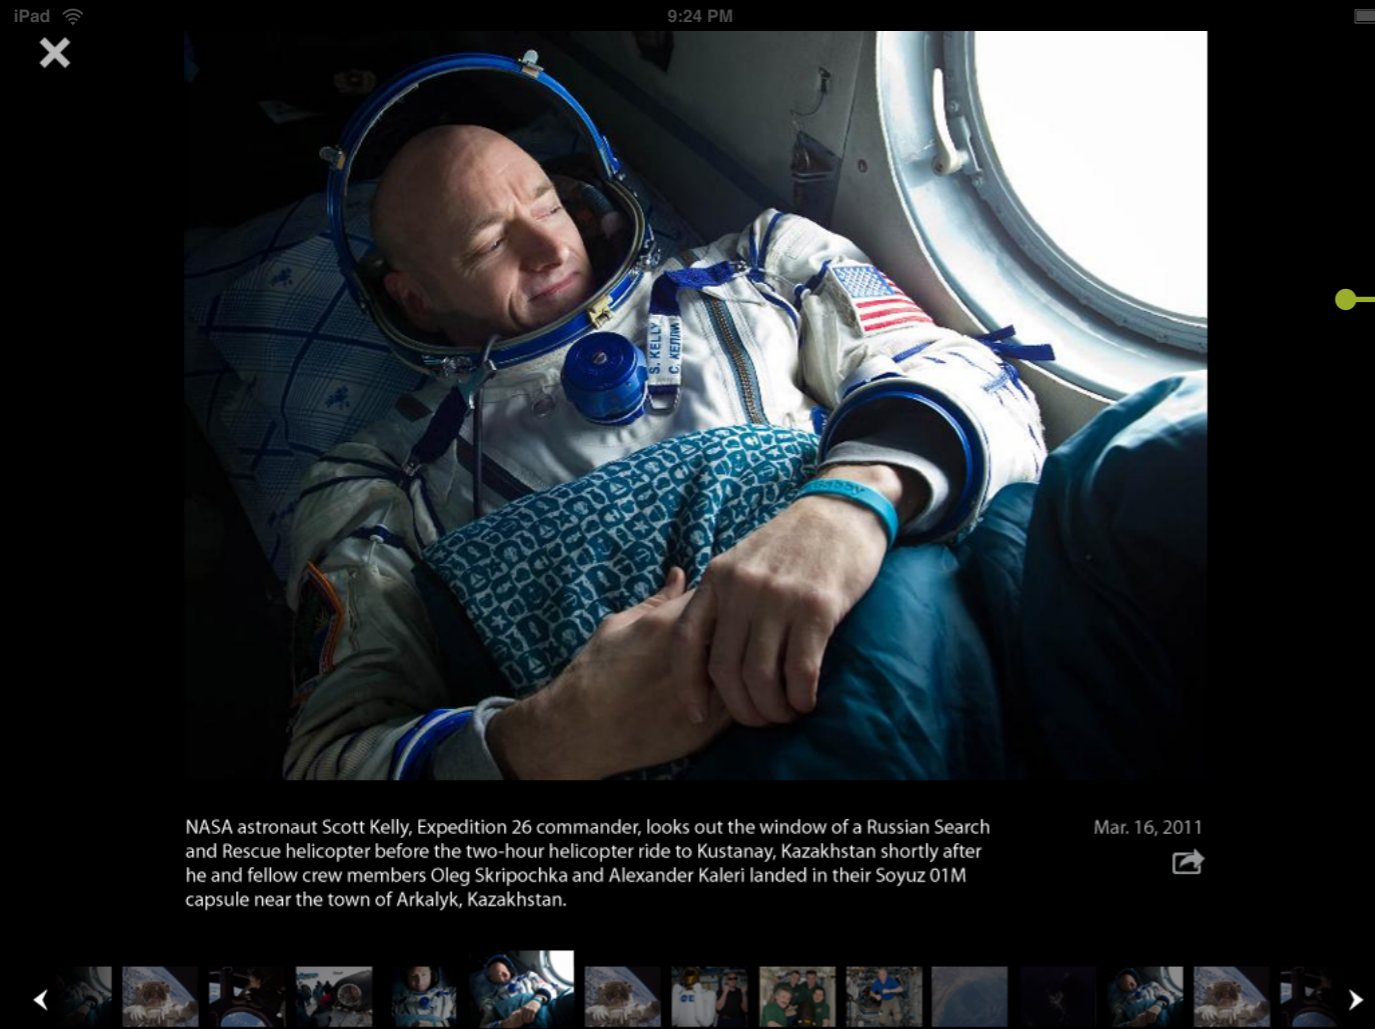 iPad
9:24 PM
S. KELLY
С. КЕЛЛИ
NASA astronaut Scott Kelly, Expedition 26 commander, looks out the window of a Russian Search
and Rescue helicopter before the two-hour helicopter ride to Kustanay, Kazakhstan shortly after
he and fellow crew members Oleg Skripochka and Alexander Kaleri landed in their Soyuz 01M
capsule near the town of Arkalyk, Kazakhstan.
Mar. 16, 2011